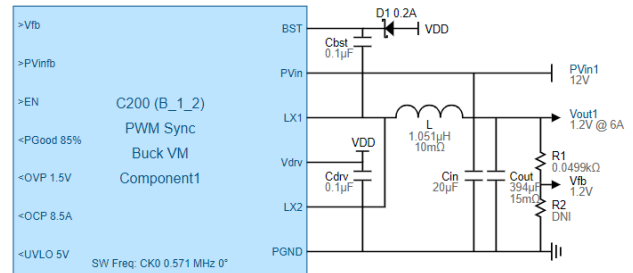 >Vfb
>PVinfb
>EN
<PGood 85%
<OVP 1.5V
<OCP 8.5A
<UVLO 5V
C200 (B_1_2)
PWM Sync
Buck VM
Component1
SW Freq: CK0 0.571 MHz 0°
BST
PVin
LX1
Vdrv
LX2
PGND
D1 0.2A
VDD
Cbst
0.1µF
PVin1
12V
L
1.051µH
10mΩ
Vout1
1.2V @ 6A
VDD
Cdrv
0.1µF
Cin
20µF
Cout
394µF
15mΩ
R1
0.0499kΩ
Vfb
1.2V
R2
DNI